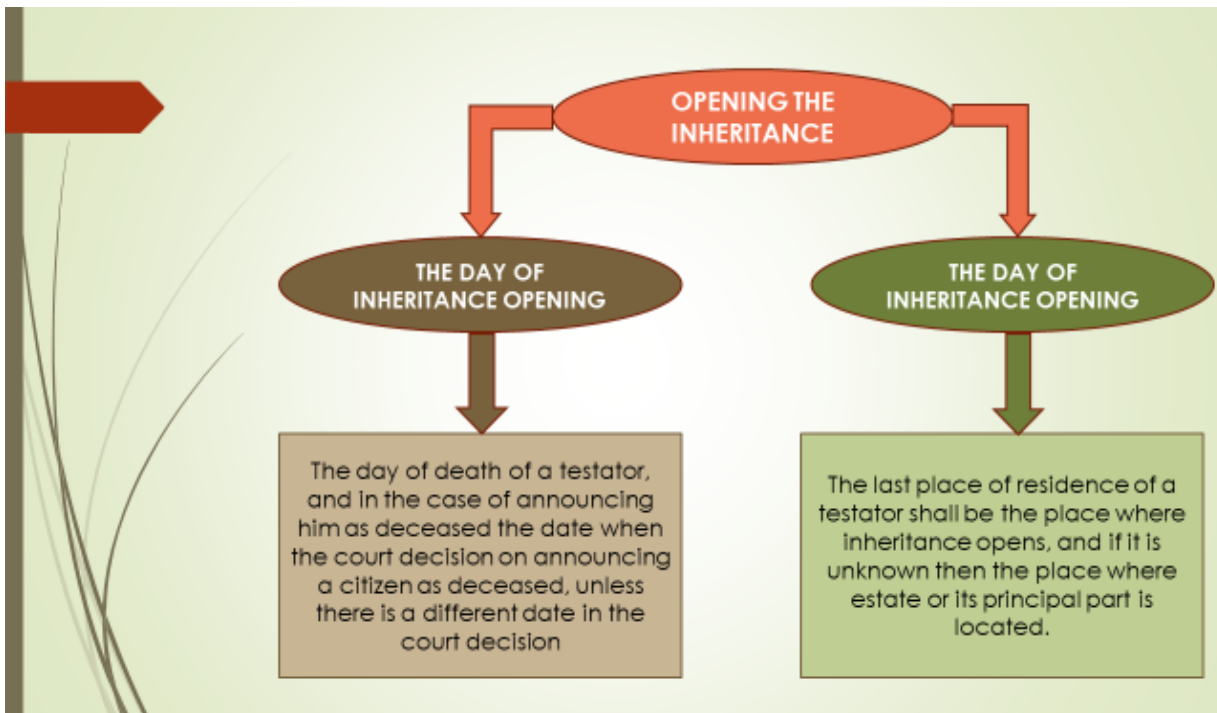 OPENING THE
INHERITANCE
THE DAY OF
INHERITANCE OPENING
THE DAY OF
INHERITANCE OPENING
The day of death of a testator,
and in the case of announcing
him as deceased the date when
the court decision on announcing
a citizen as deceased, unless
there is a different date in the
court decision
The last place of residence of a
testator shall be the place where
inheritance opens, and if it is
unknown then the place where
estate or its principal part is
located.